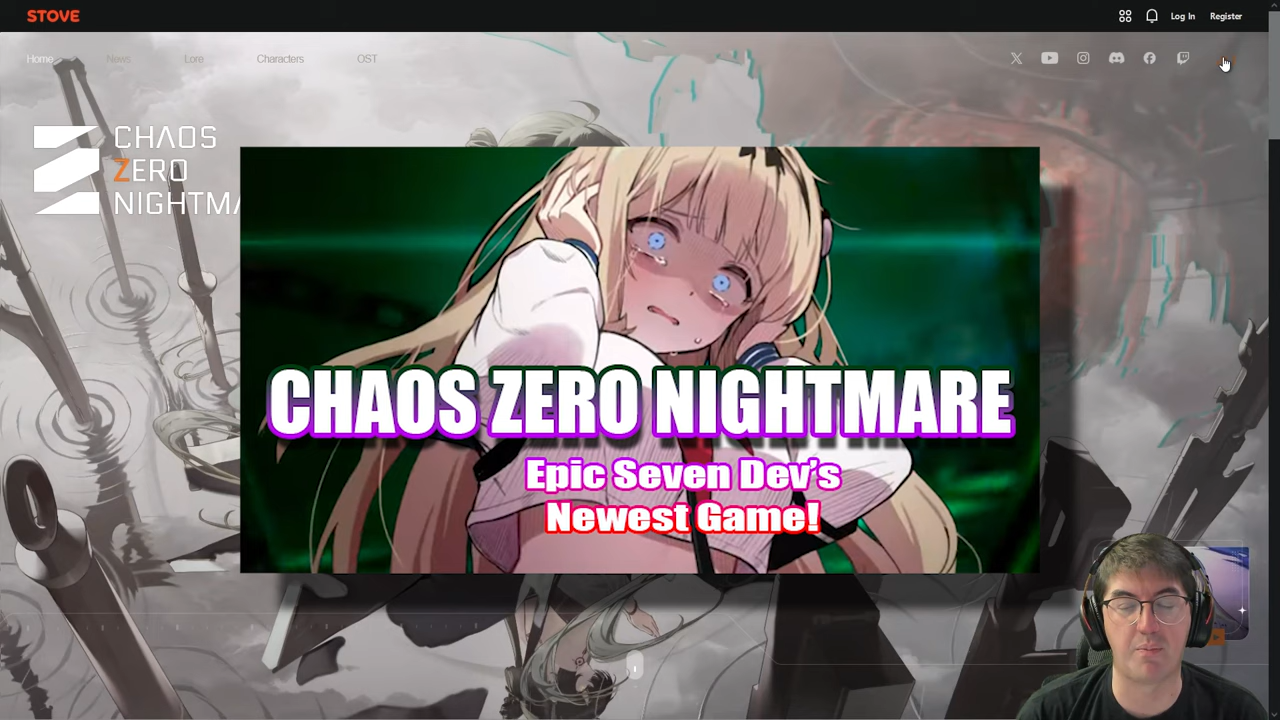 STOVE
Log In Register
Home News Lore Characters OST
CHAOS
ZERO
NIGHTMA
CHAOS ZERO NIGHTMARE
Epic Seven Dev's
Newest Game!